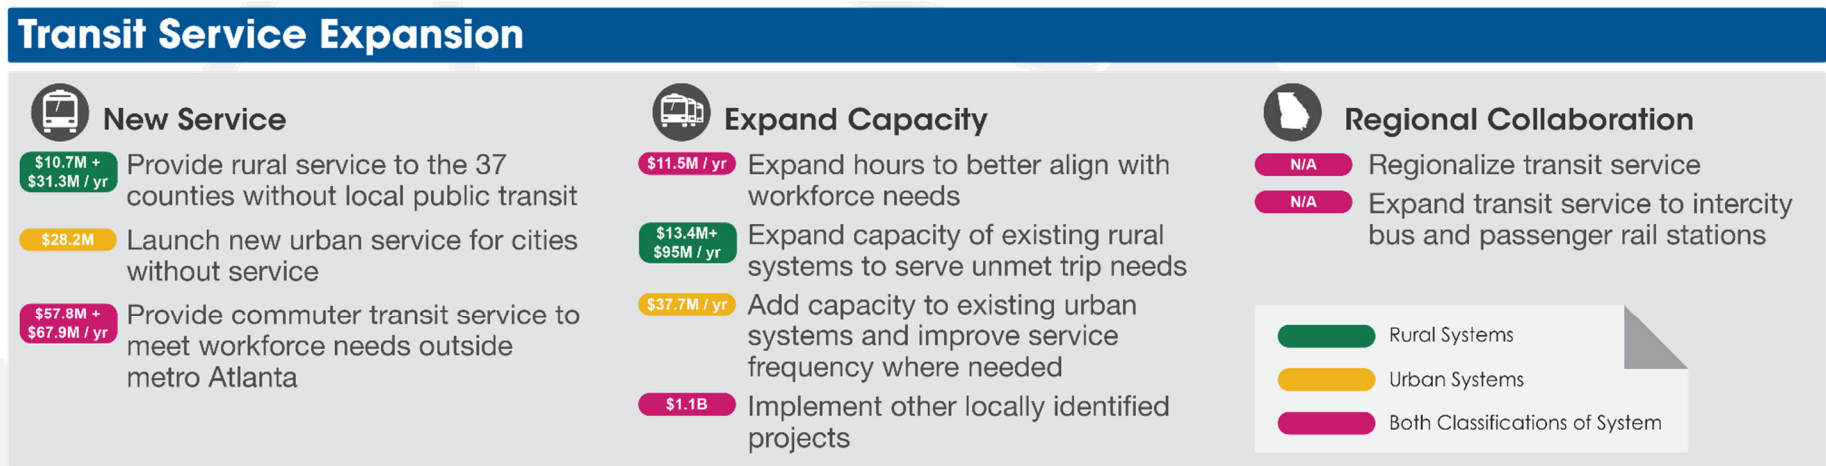 Transit Service Expansion
New Service
$10.7M +
$31.3M / yr
Provide rural service to the 37
counties without local public transit
$28.2M
Launch new urban service for cities
without service
$57.8M +
$67.9M / yr
Provide commuter transit service to
meet workforce needs outside
metro Atlanta
Expand Capacity
$11.5M / yr
Expand hours to better align with
workforce needs
$13.4M+
$95M / yr
Expand capacity of existing rural
systems to serve unmet trip needs
$37.7M / yr
Add capacity to existing urban
systems and improve service
frequency where needed
$1.1B
Implement other locally identified
projects
Regional Collaboration
N/A
Regionalize transit service
N/A
Expand transit service to intercity
bus and passenger rail stations
Rural Systems
Urban Systems
Both Classifications of System